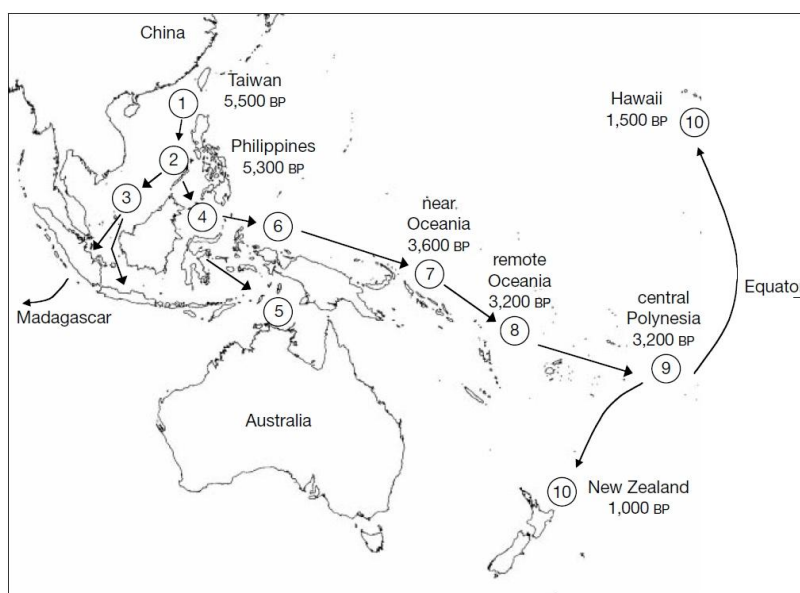 China
Taiwan
5,500 BP
1
Philippines
5,300 BP
2
3
4
6
near
Oceania
3,600 BP
7
remote
Oceania
3,200 BP
8
central
Polynesia
3,200 BP
9
Hawaii
1,500 BP
10
Equator
Madagascar
5
Australia
10
New Zealand
1,000 BP